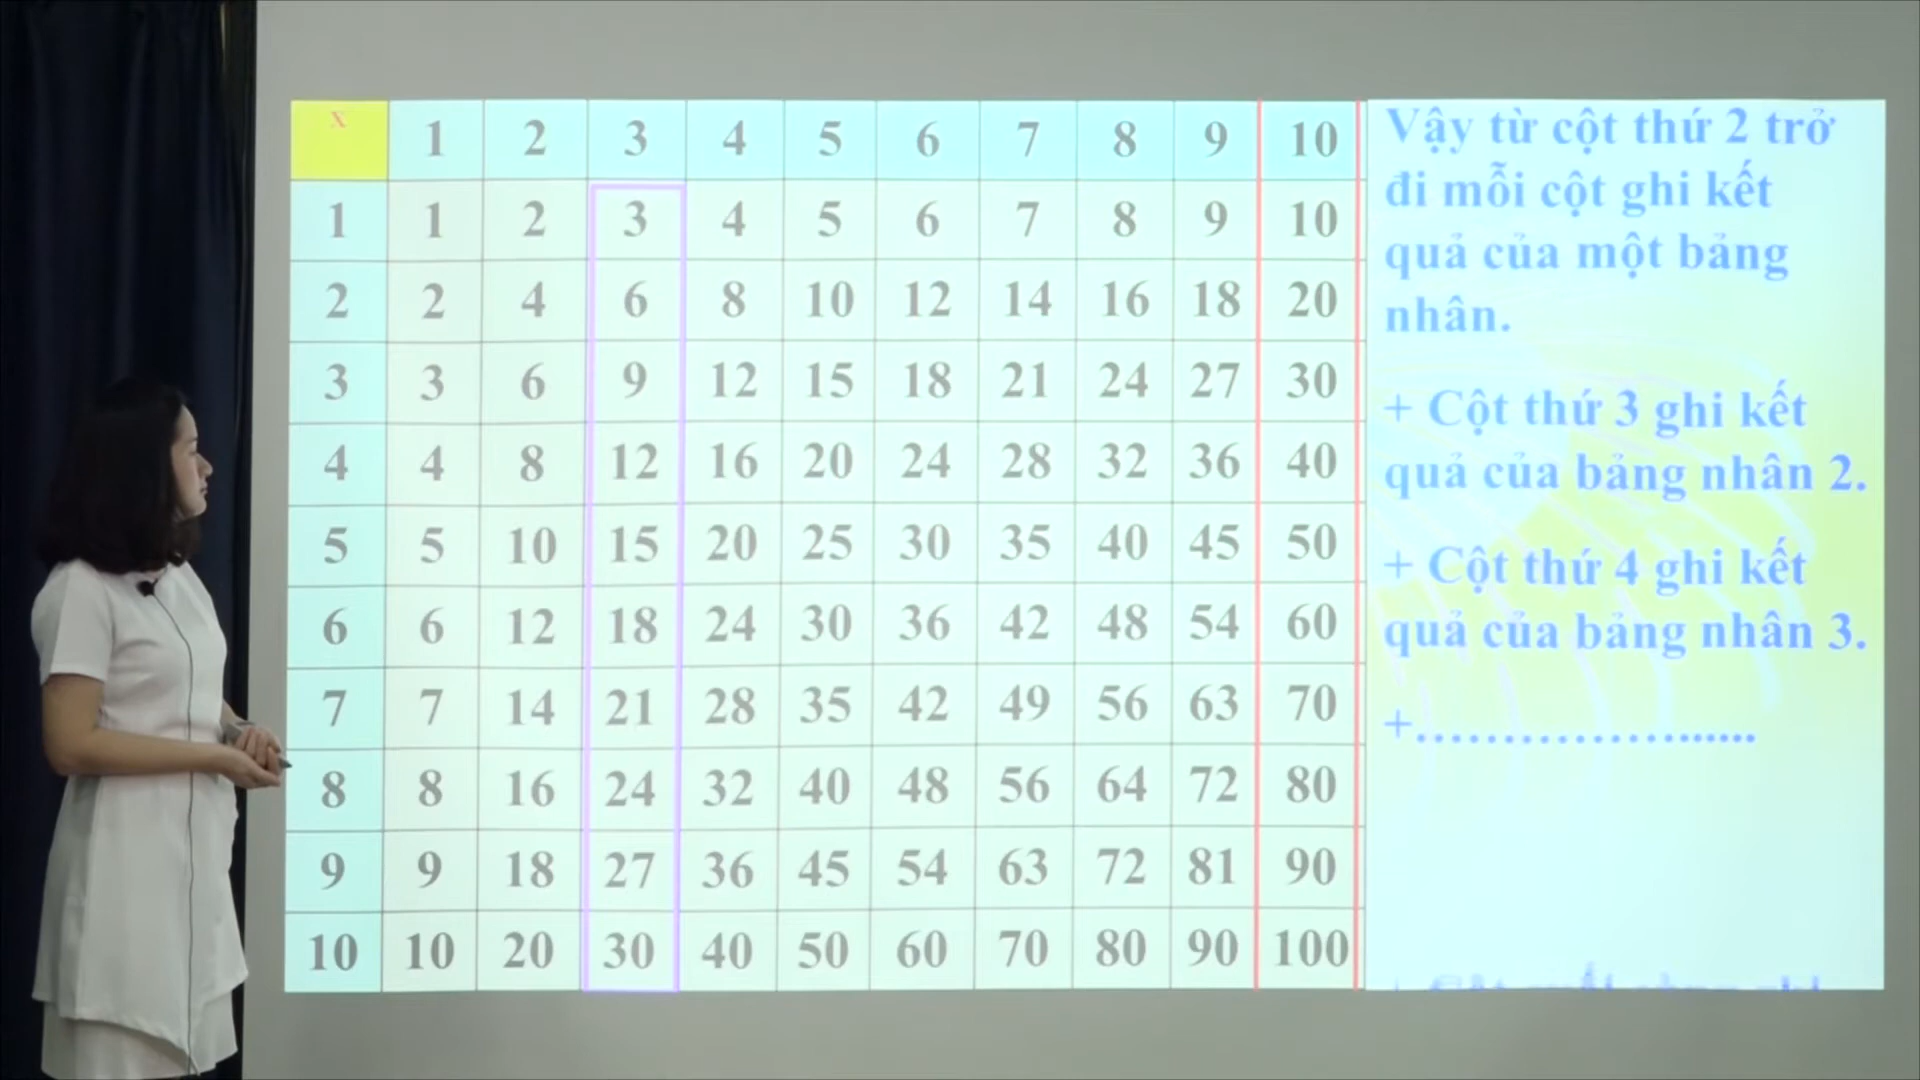 x 1 2 3 4 5 6 7 8 9 10
1 1 2 3 4 5 6 7 8 9 10
2 2 4 6 8 10 12 14 16 18 20
3 3 6 9 12 15 18 21 24 27 30
4 4 8 12 16 20 24 28 32 36 40
5 5 10 15 20 25 30 35 40 45 50
6 6 12 18 24 30 36 42 48 54 60
7 7 14 21 28 35 42 49 56 63 70
8 8 16 24 32 40 48 56 64 72 80
9 9 18 27 36 45 54 63 72 81 90
10 10 20 30 40 50 60 70 80 90 100
Vậy từ cột thứ 2 trở
đi mỗi cột ghi kết
quả của một bảng
nhân.
+ Cột thứ 3 ghi kết
quả của bảng nhân 2.
+ Cột thứ 4 ghi kết
quả của bảng nhân 3.
+......................